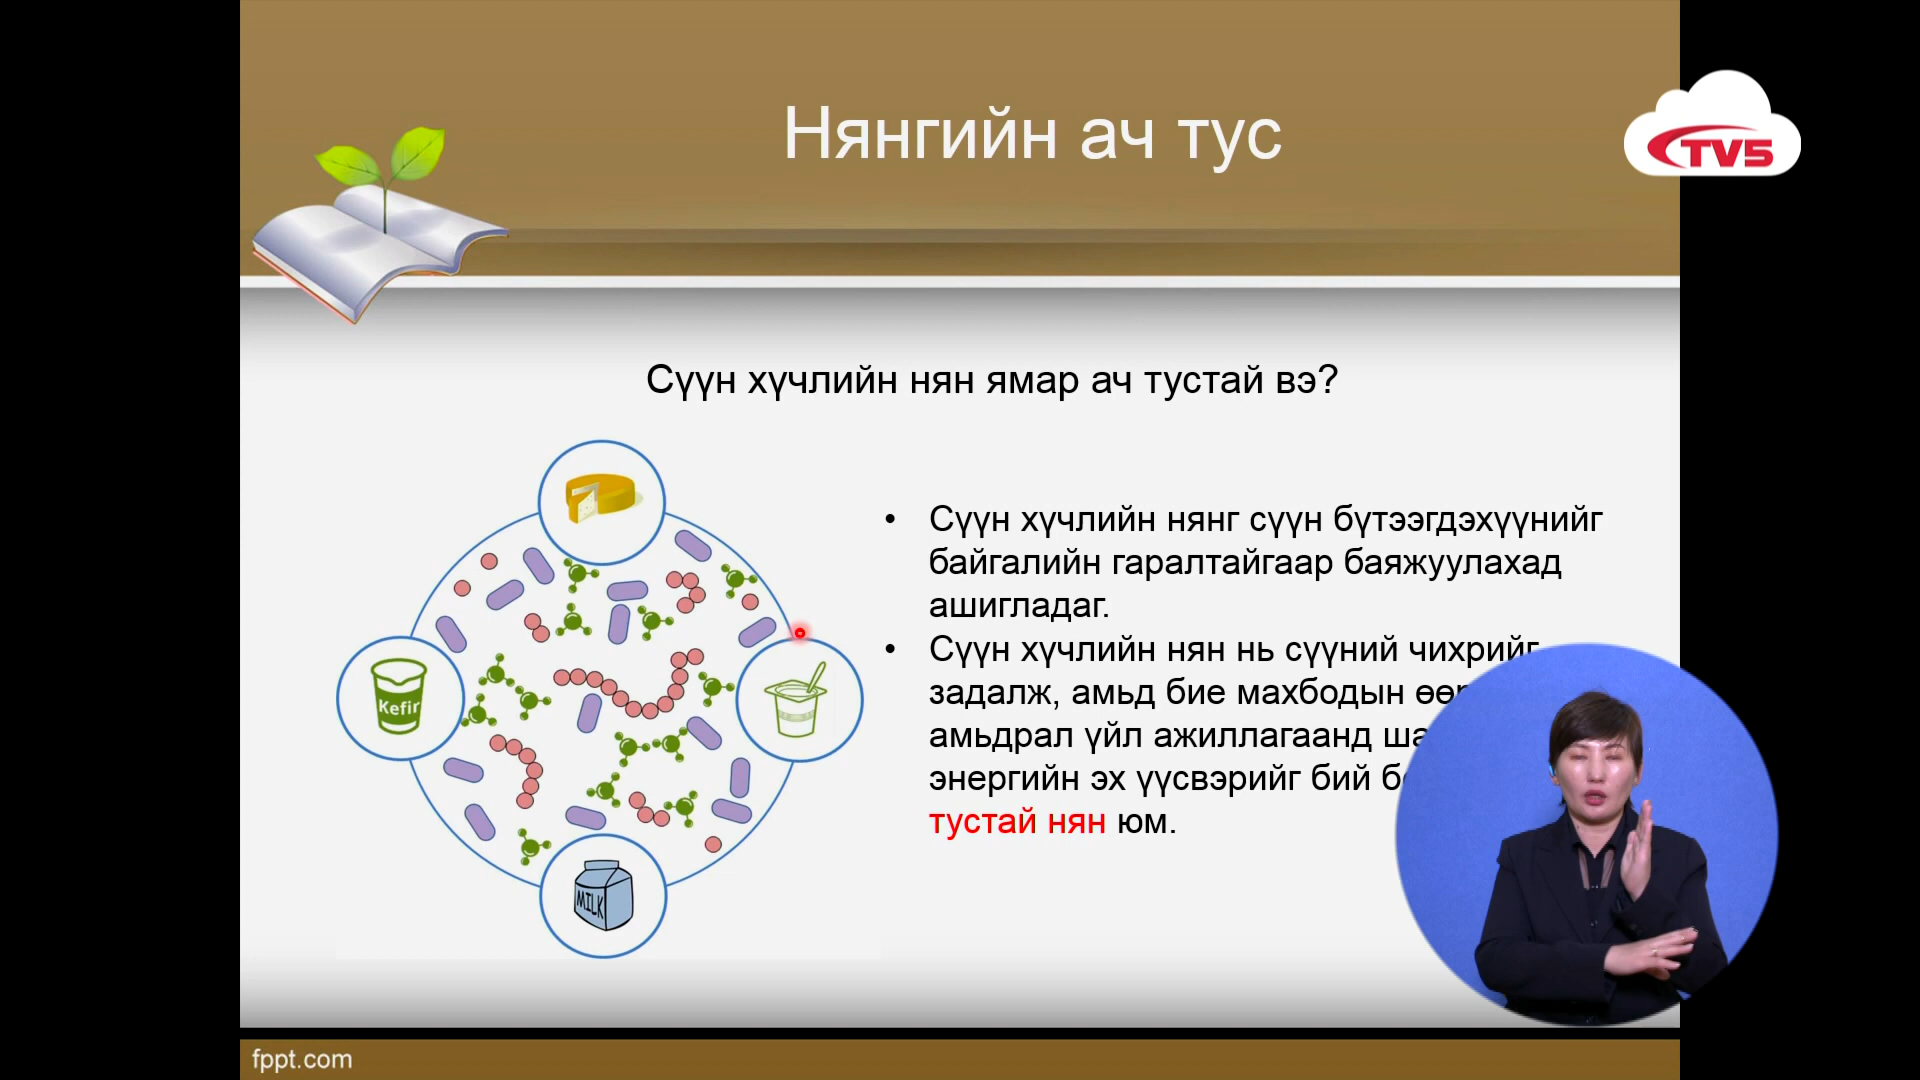 Нянгийн ач тус
TV5
Сүүн хүчлийн нян ямар ач тустай вэ?
• Сүүн хүчлийн нянг сүүн бүтээгдэхүүнийг
байгалийн гаралтайгаар баяжуулахад
ашигладаг.
• Сүүн хүчлийн нян нь сүүний чихрийг
задалж, амьд бие махбодын
амьдрал үйл ажиллагаанд
энергийн эх үүсвэрийг бий
тустай нян юм.
Kefir
MILK
fppt.com